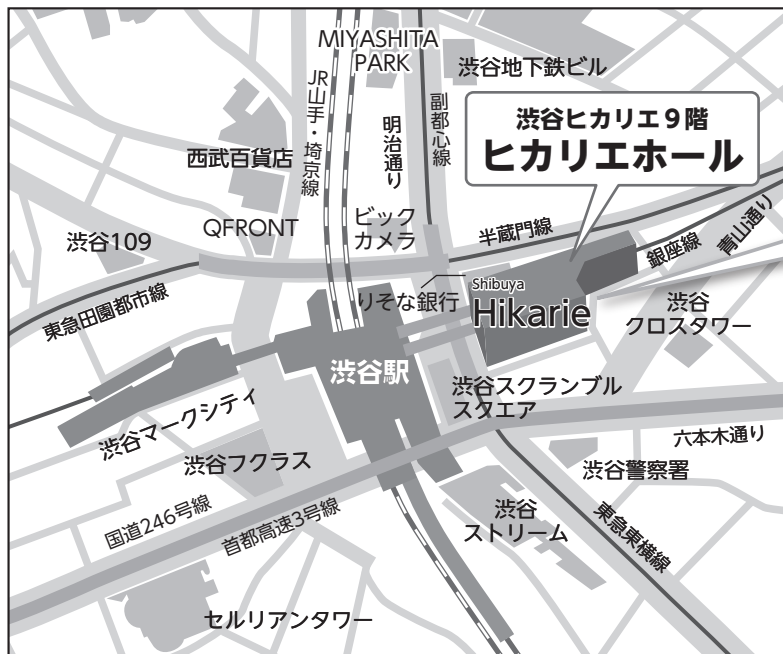 MIYASHITA
PARK
渋谷地下鉄ビル
JR山手・埼京線
明治通り
副都心線
渋谷ヒカリエ9階
ヒカリエホール
西武百貨店
QFRONT
ビック
カメラ
半蔵門線
銀座線
青山通り
渋谷109
東急田園都市線
りそな銀行
Shibuya
Hikarie
渋谷
クロスタワー
渋谷駅
渋谷スクランブル
スクエア
渋谷マークシティ
六本木通り
渋谷フクラス
渋谷警察署
国道246号線
首都高速3号線
渋谷
ストリーム
東急東横線
セルリアンタワー